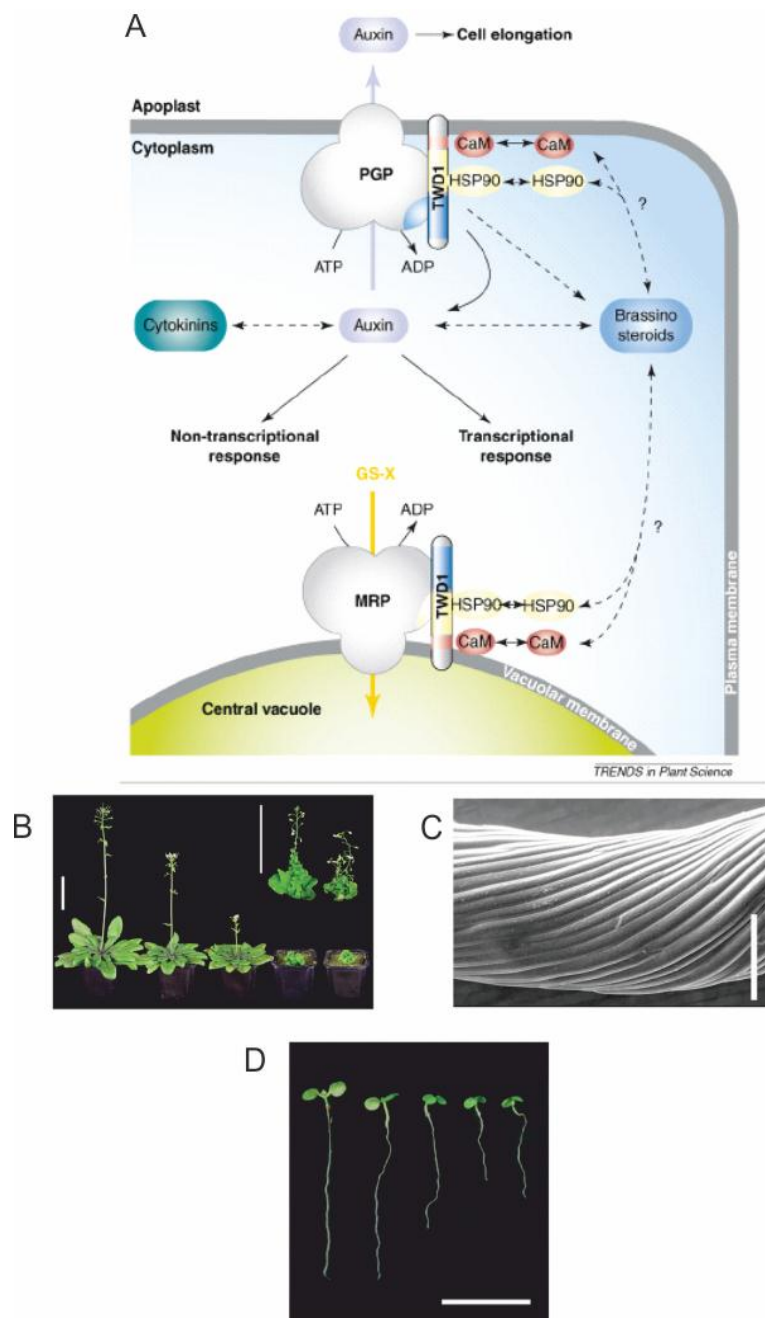 A
Auxin
Cell elongation
Apoplast
Cytoplasm
PGP
TWD1
CaM
CaM
HSP90
HSP90
?
ATP
ADP
Cytokinins
Auxin
Brassino
steroids
Non-transcriptional
response
Transcriptional
response
GS-X
ATP
ADP
?
MRP
TWD1
HSP90
HSP90
CaM
CaM
Central vacuole
Vacuolar membrane
Plasma membrane
TRENDS in Plant Science
B
C
D